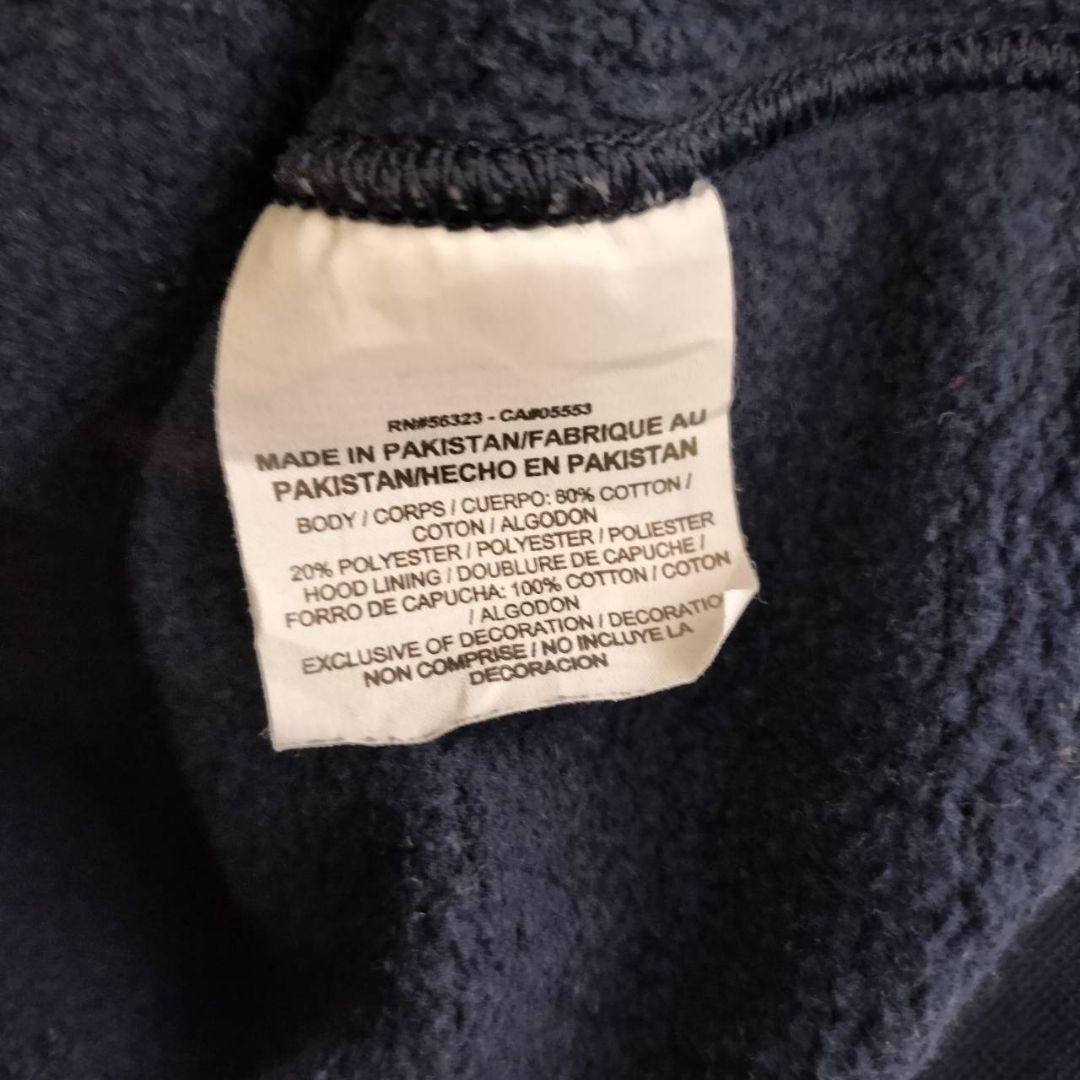 RN#56323 - CA#05553
MADE IN PAKISTAN/FABRIQUE AU
PAKISTAN/HECHO EN PAKISTAN
BODY / CORPS / CUERPO: 80% COTTON /
COTON / ALGODON
20% POLYESTER / POLYESTER / POLIESTER
HOOD LINING / DOUBLURE DE CAPUCHE /
FORRO DE CAPUCHA: 100% COTTON / COTON
/ ALGODON
EXCLUSIVE OF DECORATION / DECORATIO
NON COMPRISE / NO INCLUYE LA
DECORACION